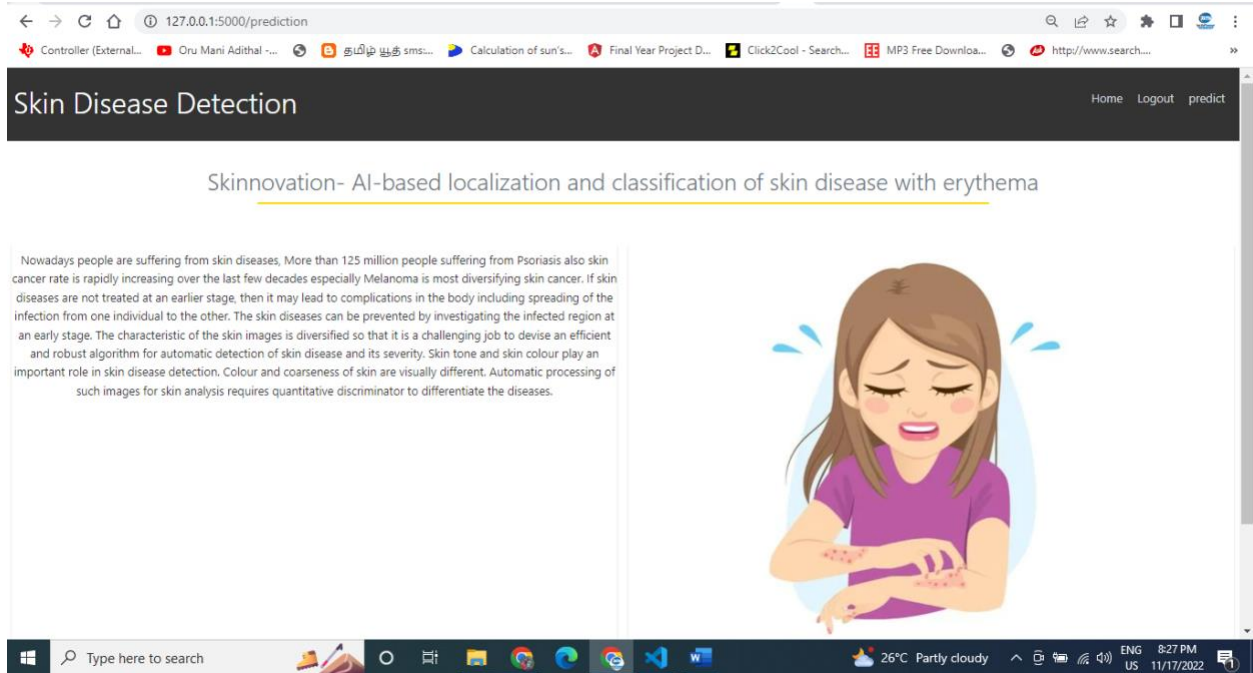 127.0.0.1:5000/prediction
Controller (External... Oru Mani Adithal -... தமிழ் யூத் sms:... Calculation of sun's... Final Year Project D... Click2Cool - Search... MP3 Free Downloa... http://www.search....
»
Skin Disease Detection
Home Logout predict
Skinnovation- AI-based localization and classification of skin disease with erythema
Nowadays people are suffering from skin diseases, More than 125 million people suffering from Psoriasis also skin
cancer rate is rapidly increasing over the last few decades especially Melanoma is most diversifying skin cancer. If skin
diseases are not treated at an earlier stage, then it may lead to complications in the body including spreading of the
infection from one individual to the other. The skin diseases can be prevented by investigating the infected region at
an early stage. The characteristic of the skin images is diversified so that it is a challenging job to devise an efficient
and robust algorithm for automatic detection of skin disease and its severity. Skin tone and skin colour play an
important role in skin disease detection. Colour and coarseness of skin are visually different. Automatic processing of
such images for skin analysis requires quantitative discriminator to differentiate the diseases.
Type here to search
26°C Partly cloudy
ENG
US
8:27 PM
11/17/2022